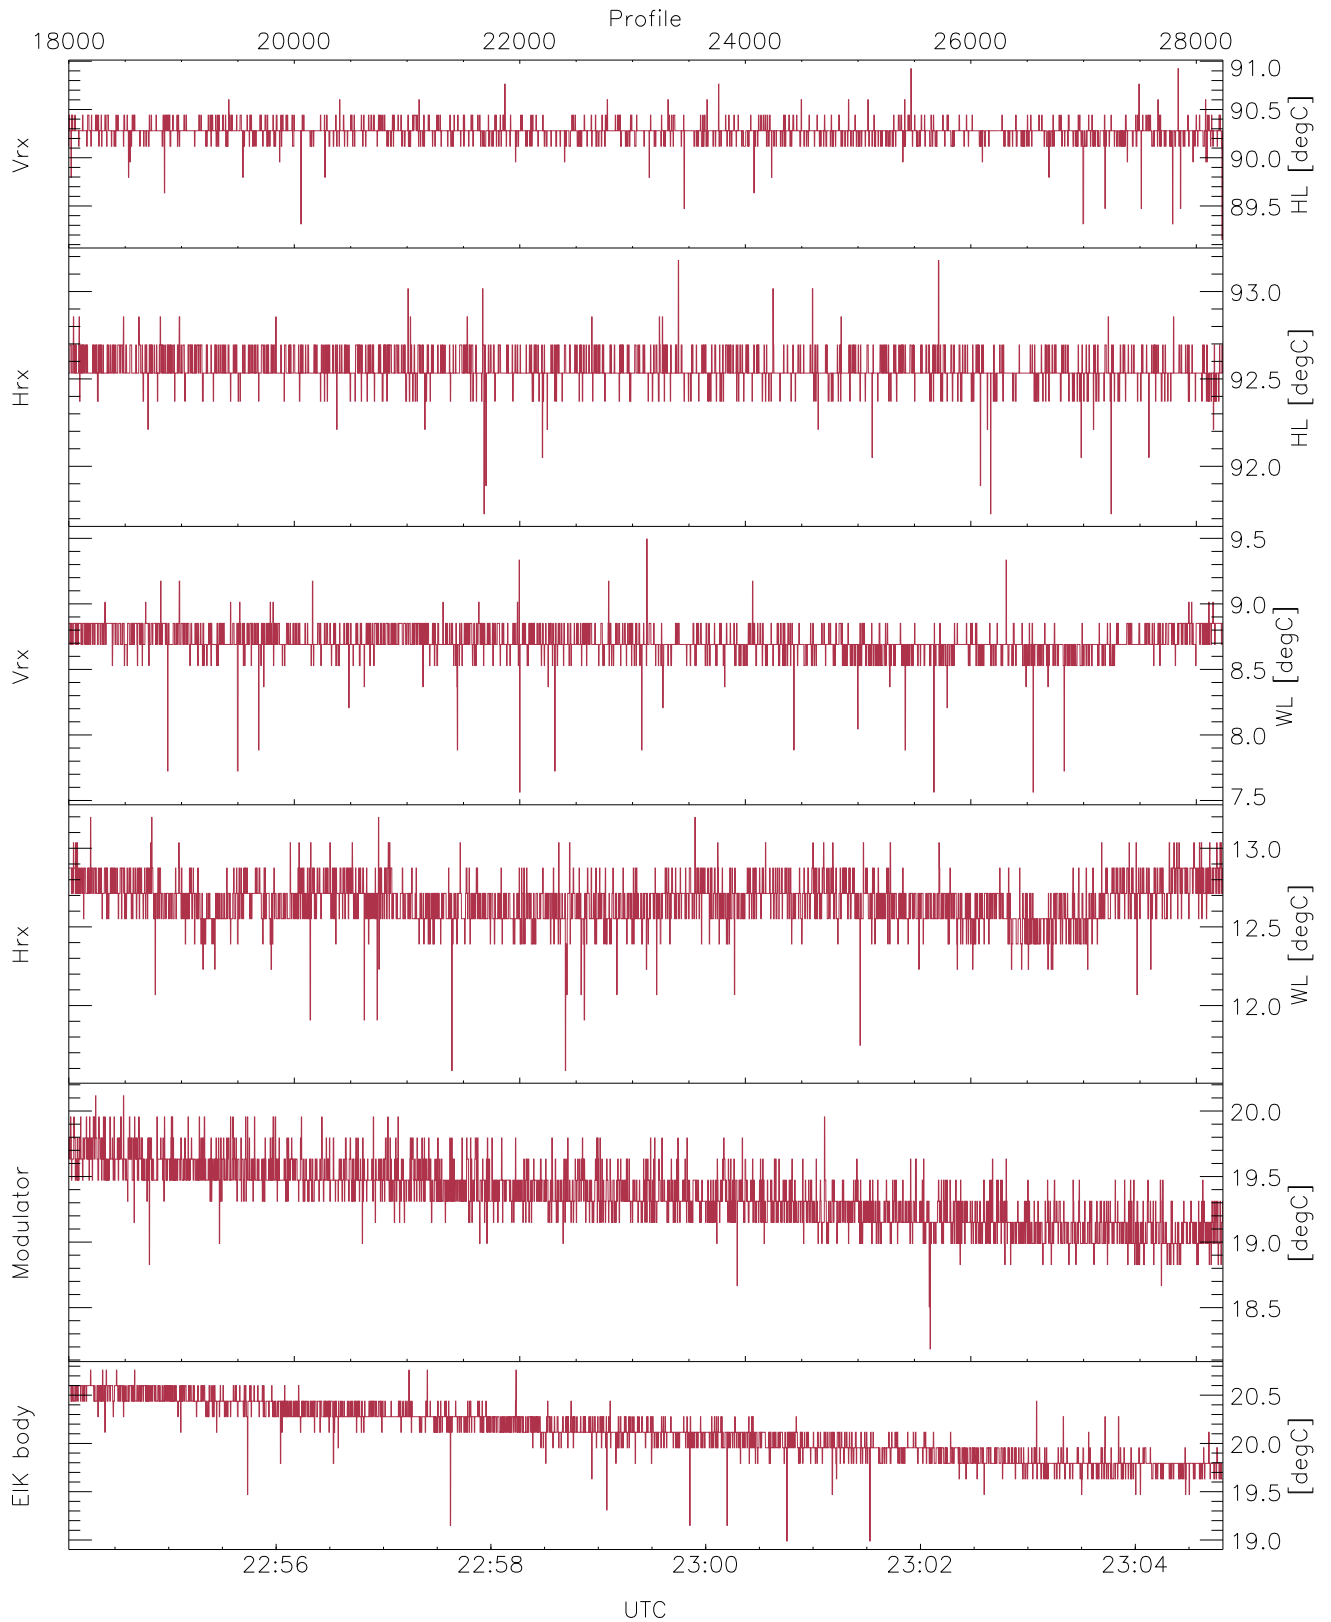 Profile
18000 20000 22000 24000 26000 28000
Vrx
91.0
90.5
90.0
89.5
HL [degC]
Hrx
93.0
92.5
92.0
HL [degC]
Vrx
9.5
9.0
8.5
8.0
7.5
WL [degC]
Hrx
13.0
12.5
12.0
WL [degC]
Modulator
20.0
19.5
19.0
18.5
[degC]
EIK body
20.5
20.0
19.5
19.0
[degC]
22:56 22:58 23:00 23:02 23:04
UTC